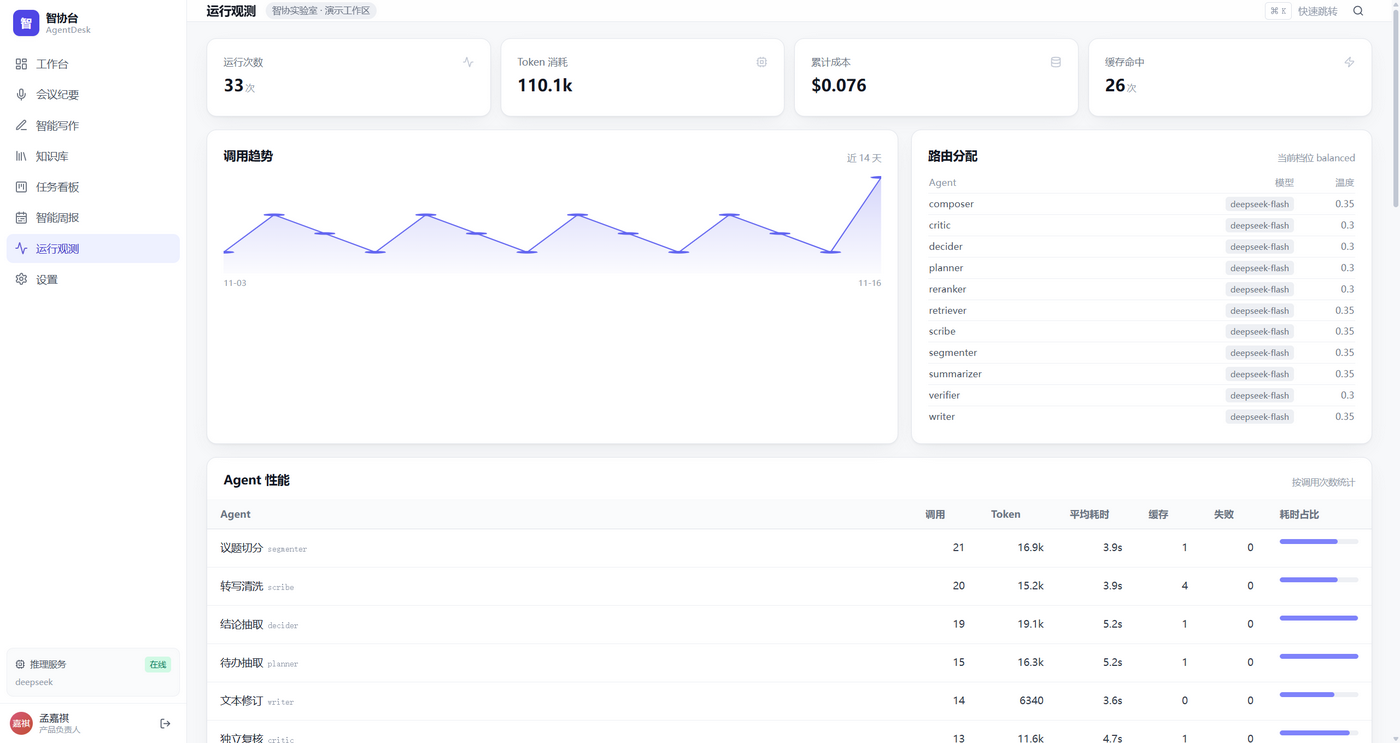 智
智协台
AgentDesk
工作台
会议纪要
智能写作
知识库
任务看板
智能周报
运行观测
设置
推理服务 在线
deepseek
嘉祺
孟嘉祺
产品负责人
运行观测 智协实验室 · 演示工作区
⌘ K 快速跳转
运行次数
33 次
Token 消耗
110.1k
累计成本
$0.076
缓存命中
26 次
调用趋势 近 14 天
11-03 11-16
路由分配 当前档位 balanced
Agent 模型 温度
composer deepseek-flash 0.35
critic deepseek-flash 0.3
decider deepseek-flash 0.3
planner deepseek-flash 0.3
reranker deepseek-flash 0.3
retriever deepseek-flash 0.35
scribe deepseek-flash 0.35
segmenter deepseek-flash 0.35
summarizer deepseek-flash 0.35
verifier deepseek-flash 0.3
writer deepseek-flash 0.35
Agent 性能 按调用次数统计
Agent 调用 Token 平均耗时 缓存 失败 耗时占比
议题切分 segmenter 21 16.9k 3.9s 1 0
转写清洗 scribe 20 15.2k 3.9s 4 0
结论抽取 decider 19 19.1k 5.2s 1 0
待办抽取 planner 15 16.3k 5.2s 1 0
文本修订 writer 14 6340 3.6s 0 0
独立复核 critic 13 11.6k 4.7s 1 0